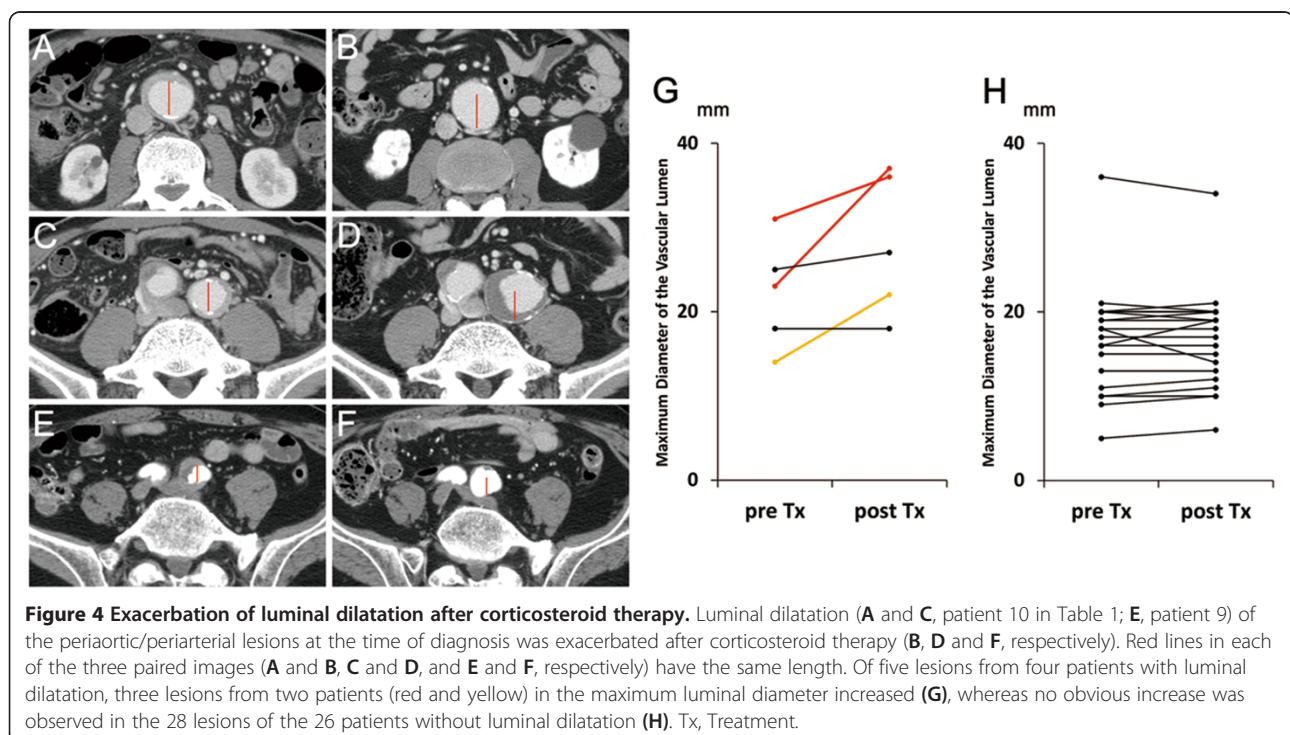 A
B
C
D
E
F
G
mm
Maximum Diameter of the Vascular Lumen
40
20
0
pre Tx
post Tx
H
mm
Maximum Diameter of the Vascular Lumen
40
20
0
pre Tx
post Tx
Figure 4 Exacerbation of luminal dilatation after corticosteroid therapy. Luminal dilatation (A and C, patient 10 in Table 1; E, patient 9) of
the periaortic/periarterial lesions at the time of diagnosis was exacerbated after corticosteroid therapy (B, D and F, respectively). Red lines in each
of the three paired images (A and B, C and D, and E and F, respectively) have the same length. Of five lesions from four patients with luminal
dilatation, three lesions from two patients (red and yellow) in the maximum luminal diameter increased (G), whereas no obvious increase was
observed in the 28 lesions of the 26 patients without luminal dilatation (H). Tx, Treatment.